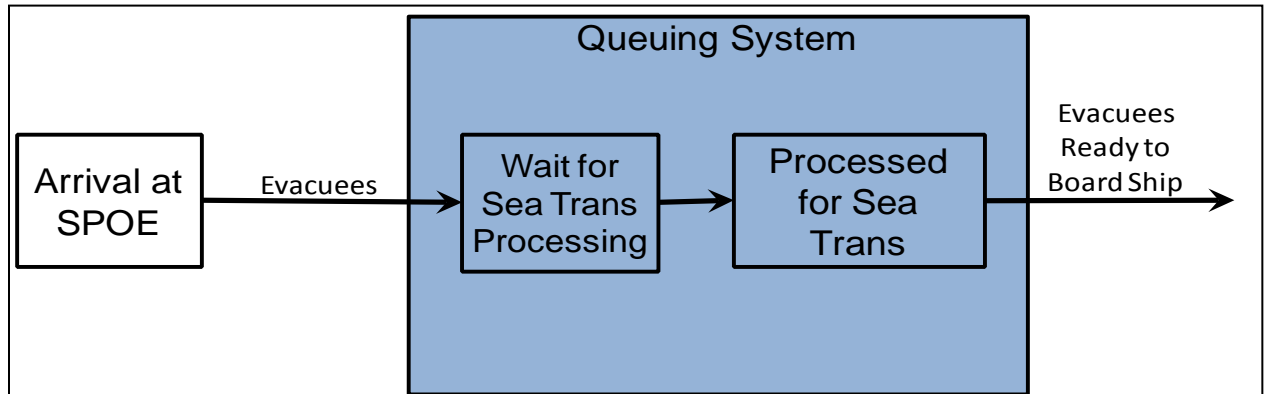 Queuing System
Arrival at
SPOE
Evacuees
Wait for
Sea Trans
Processing
Processed
for Sea
Trans
Evacuees
Ready to
Board Ship